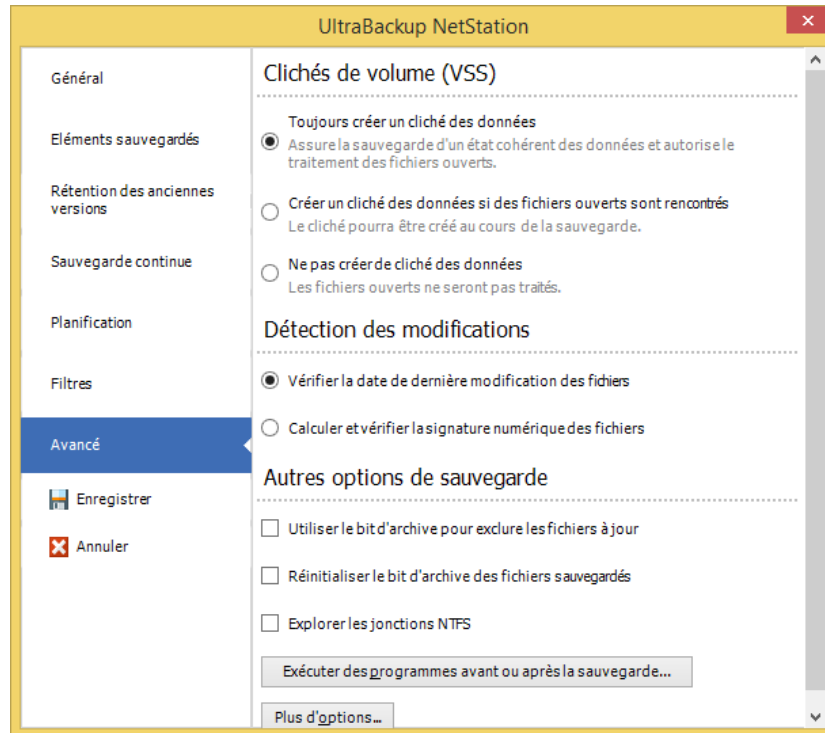 UltraBackup NetStation
Général
Eléments sauvegardés
Rétention des anciennes
versions
Sauvegarde continue
Planification
Filtres
Avancé
Enregistrer
Annuler
Clichés de volume (VSS)
Toujours créer un cliché des données
Assure la sauvegarde d'un état cohérent des données et autorise le
traitement des fichiers ouverts.
Créer un cliché des données si des fichiers ouverts sont rencontrés
Le cliché pourra être créé au cours de la sauvegarde.
Ne pas créer de cliché des données
Les fichiers ouverts ne seront pas traités.
Détection des modifications
Vérifier la date de dernière modification des fichiers
Calculer et vérifier la signature numérique des fichiers
Autres options de sauvegarde
Utiliser le bit d'archive pour exclure les fichiers à jour
Réinitialiser le bit d'archive des fichiers sauvegardés
Explorer les jonctions NTFS
Exécuter des programmes avant ou après la sauvegarde...
Plus d'options...